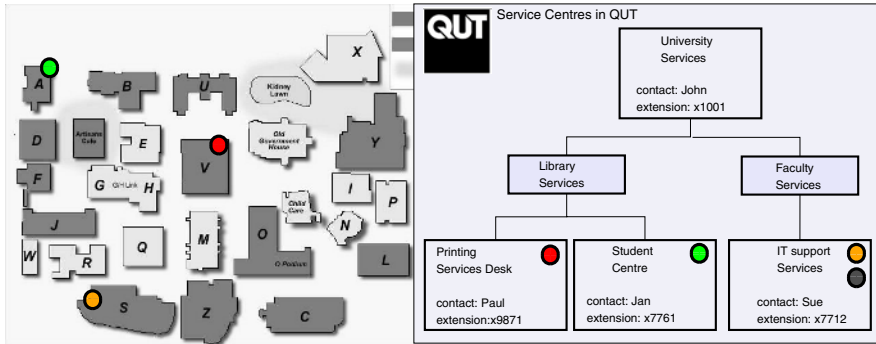 X
A
B
U
Kidney
Lawn
D
Artisans
Cafe
E
V
Old
Government
House
Y
F
G
G/H Link
H
I
P
J
Child
Care
N
W
R
Q
M
O
O Podium
L
S
Z
C
QUT
Service Centres in QUT
University
Services
contact: John
extension: x1001
Library
Services
Faculty
Services
Printing
Services Desk
contact: Paul
extension:x9871
Student
Centre
contact: Jan
extension: x7761
IT support
Services
contact: Sue
extension: x7712